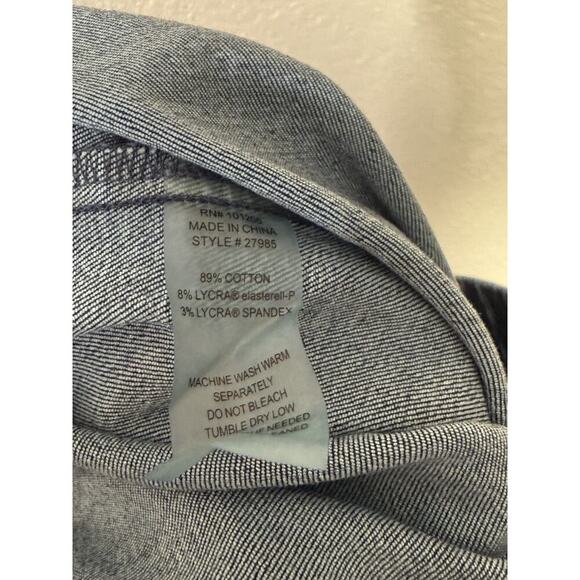 RN# 101266
MADE IN CHINA
STYLE # 27985
89% COTTON
8% LYCRA® elasterell-P
3% LYCRA® SPANDEX
MACHINE WASH WARM
SEPARATELY
DO NOT BLEACH
TUMBLE DRY LOW
NEEDED